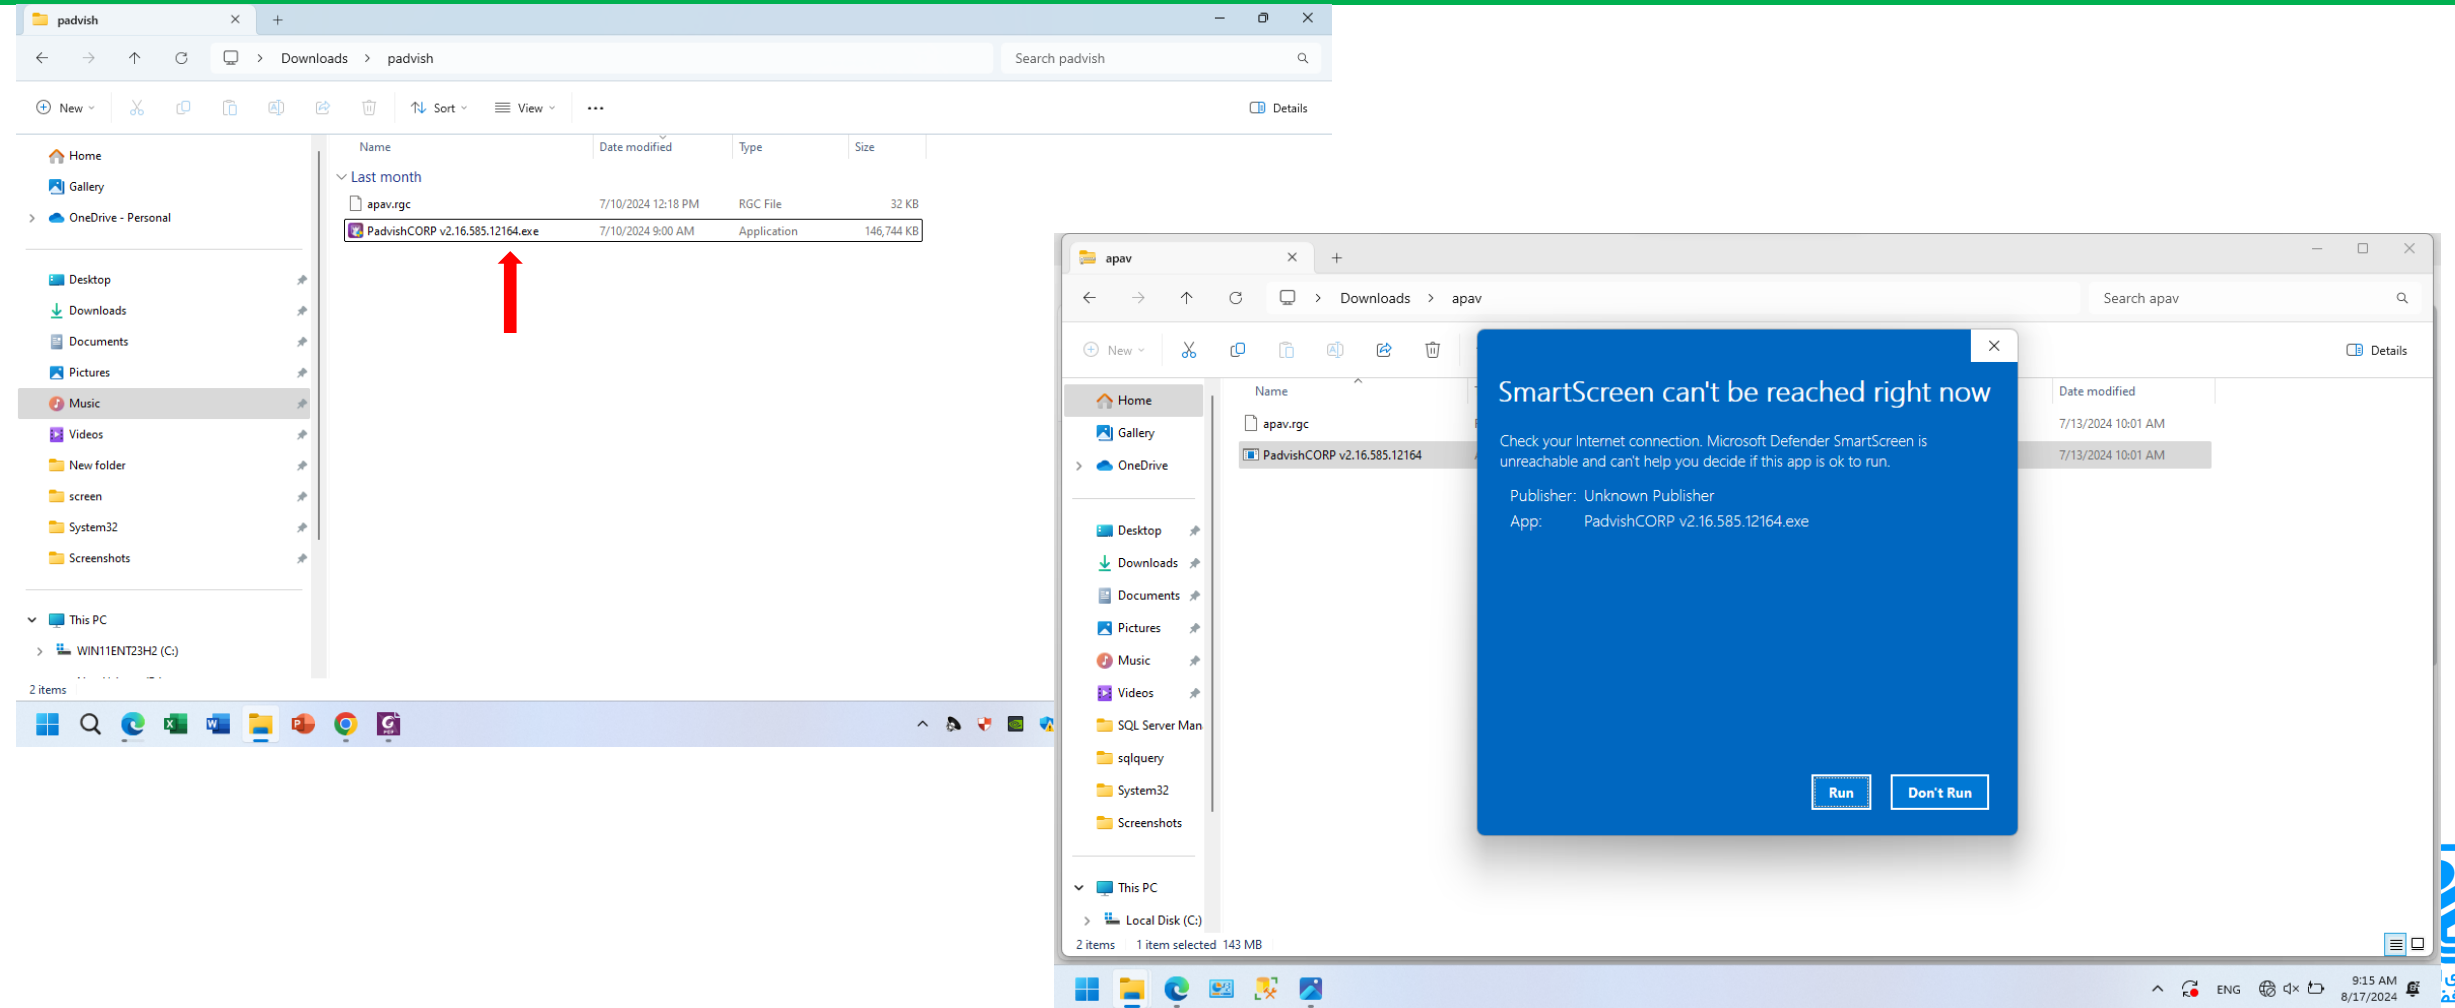 padvish
Downloads > padvish
Search padvish
New
Sort
View
Details
Name
Date modified
Type
Size
Last month
apav.rgc
7/10/2024 12:18 PM
RGC File
32 KB
PadvishCORP v2.16.585.12164.exe
7/10/2024 9:00 AM
Application
146,744 KB
Home
Gallery
OneDrive - Personal
Desktop
Downloads
Documents
Pictures
Music
Videos
New folder
screen
System32
Screenshots
This PC
WIN11ENT23H2 (C:)
2 items
apav
Downloads > apav
Search apav
New
Details
Name
Date modified
apav.rgc
7/13/2024 10:01 AM
PadvishCORP v2.16.585.12164
7/13/2024 10:01 AM
Home
Gallery
OneDrive
Desktop
Downloads
Documents
Pictures
Music
Videos
SQL Server Man
sqlquery
System32
Screenshots
This PC
Local Disk (C:)
2 items
1 item selected 143 MB
SmartScreen can't be reached right now
Check your Internet connection. Microsoft Defender SmartScreen is
unreachable and can't help you decide if this app is ok to run.
Publisher: Unknown Publisher
App: PadvishCORP v2.16.585.12164.exe
Run
Don't Run
ENG
9:15 AM
8/17/2024